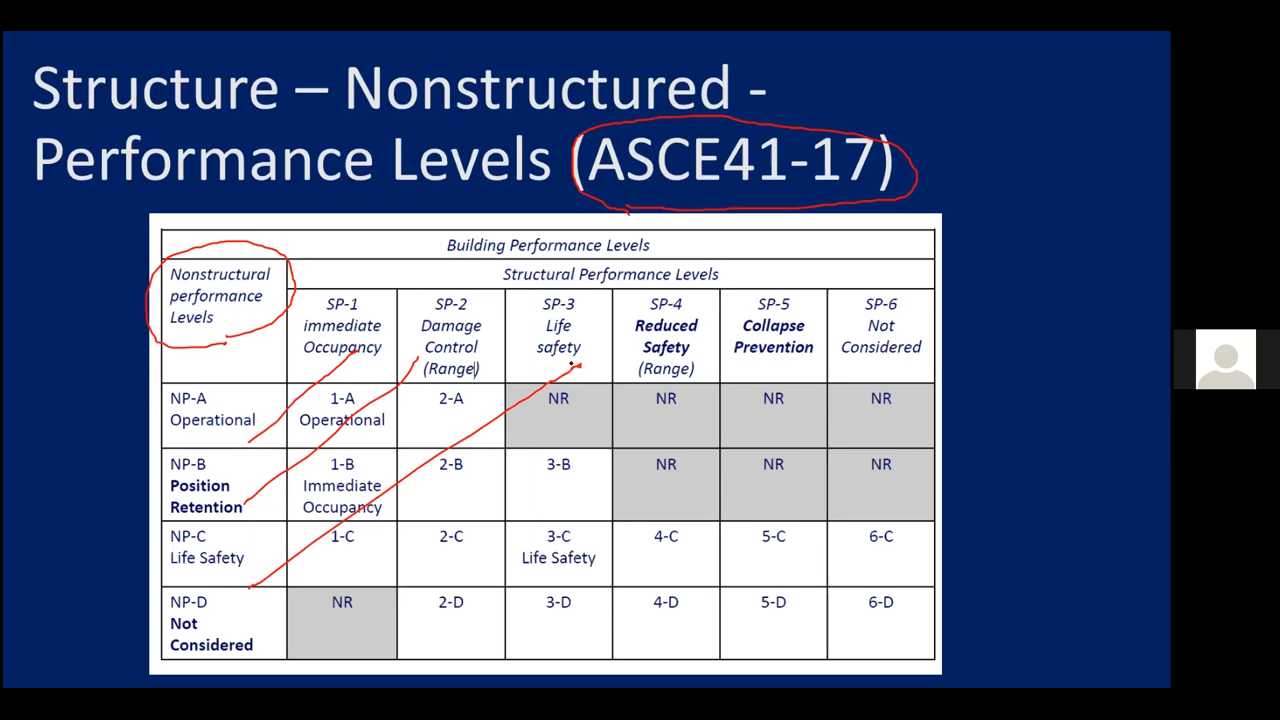 Structure – Nonstructured -
Performance Levels (ASCE41-17)
Building Performance Levels
Nonstructural
performance
Levels
Structural Performance Levels
SP-1
immediate
Occupancy
SP-2
Damage
Control
(Range)
SP-3
Life
safety
SP-4
Reduced
Safety
(Range)
SP-5
Collapse
Prevention
SP-6
Not
Considered
NP-A
Operational
1-A
Operational
2-A
NR
NR
NR
NR
NP-B
Position
Retention
1-B
Immediate
Occupancy
2-B
3-B
NR
NR
NR
NP-C
Life Safety
1-C
2-C
3-C
Life Safety
4-C
5-C
6-C
NP-D
Not
Considered
NR
2-D
3-D
4-D
5-D
6-D